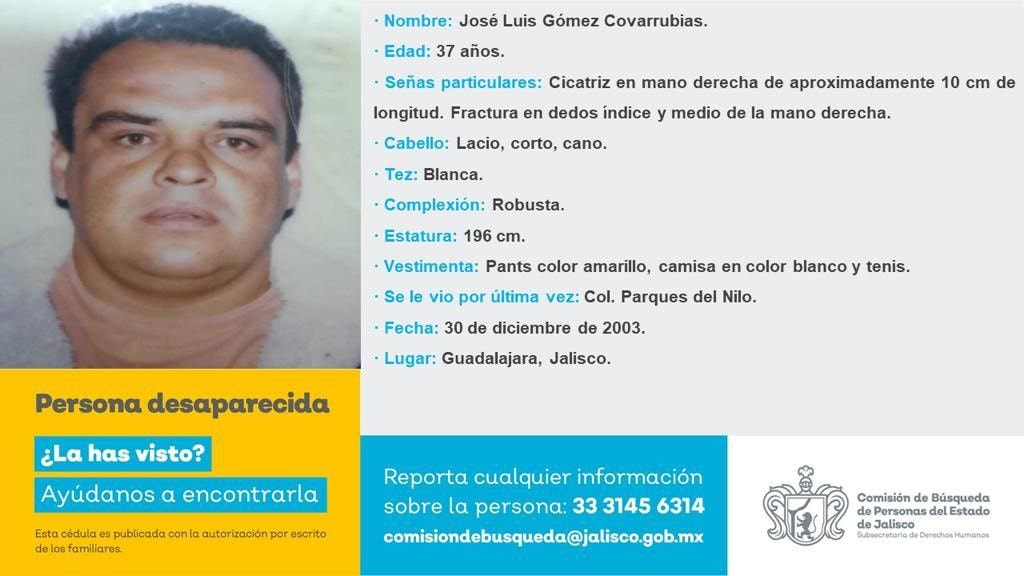 · Nombre: José Luis Gómez Covarrubias.
· Edad: 37 años.
· Señas particulares: Cicatriz en mano derecha de aproximadamente 10 cm de
longitud. Fractura en dedos índice y medio de la mano derecha.
· Cabello: Lacio, corto, cano.
· Tez: Blanca.
· Complexión: Robusta.
· Estatura: 196 cm.
· Vestimenta: Pants color amarillo, camisa en color blanco y tenis.
· Se le vio por última vez: Col. Parques del Nilo.
· Fecha: 30 de diciembre de 2003.
· Lugar: Guadalajara, Jalisco.
Persona desaparecida
¿La has visto?
Ayúdanos a encontrarla
Esta cédula es publicada con la autorización por escrito
de los familiares.
Reporta cualquier información
sobre la persona: 33 3145 6314
comisiondebusqueda@jalisco.gob.mx
Comisión de Búsqueda
de Personas del Estado
de Jalisco
Subsecretaría de Derechos Humanos